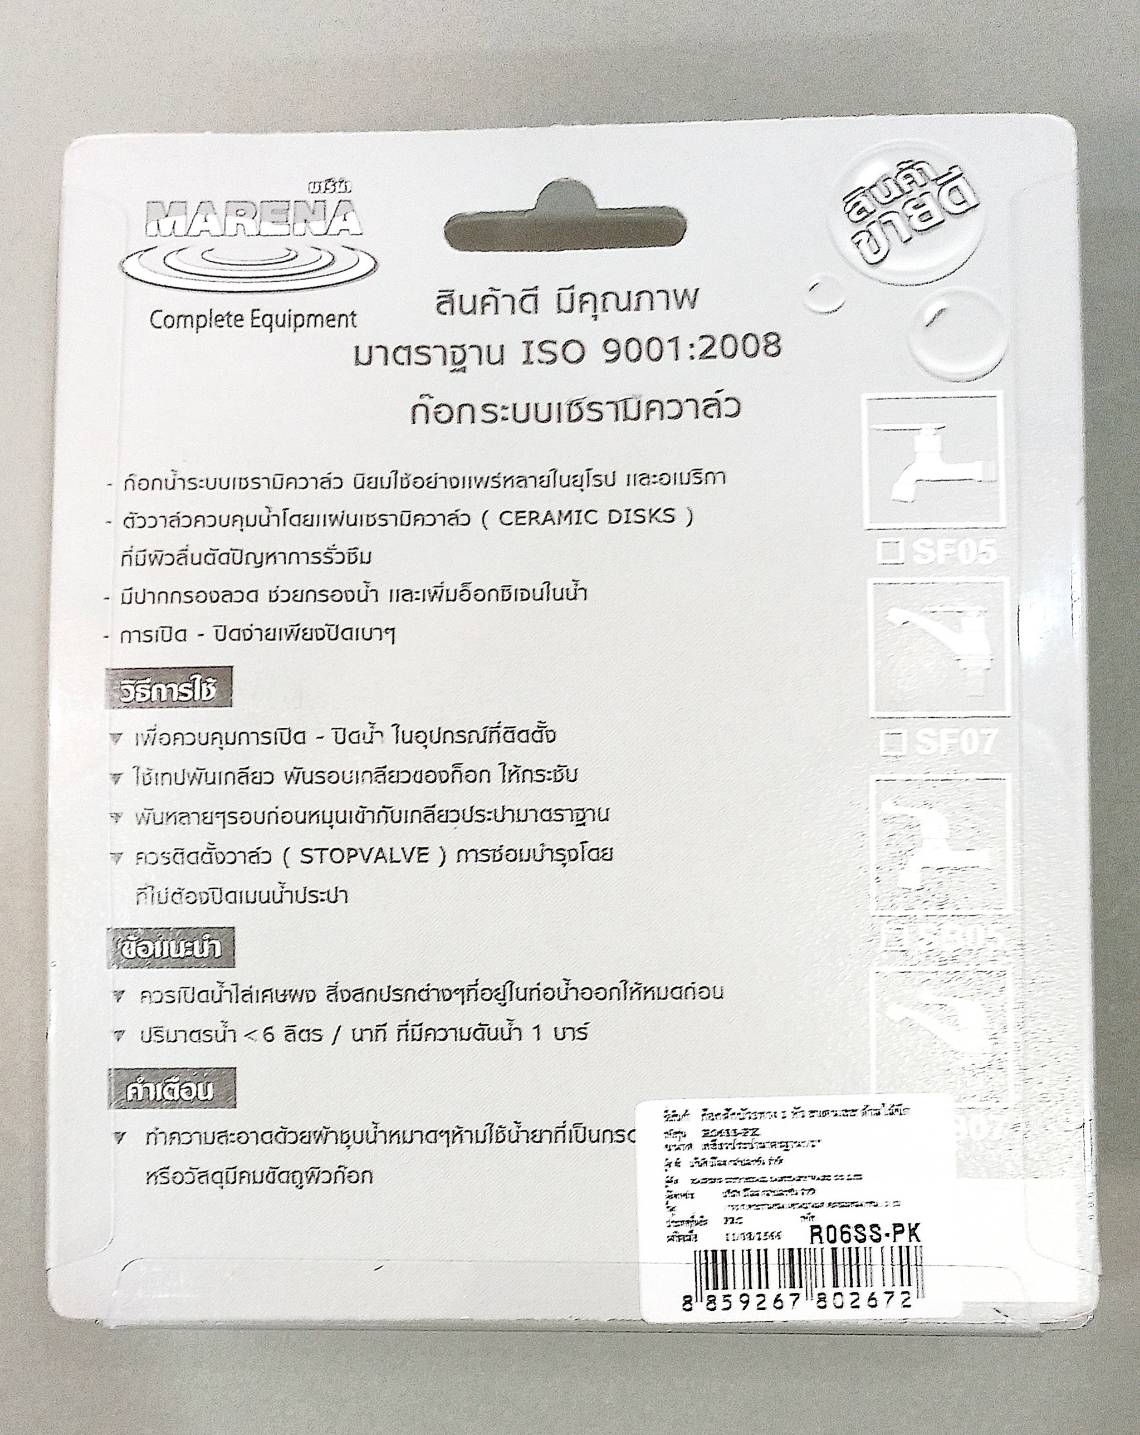 มารีน่า
MARENA
Complete Equipment
สินค้า
ขายดี
สินค้าดี มีคุณภาพ
มาตราฐาน ISO 9001:2008
ก๊อกระบบเซรามิควาล์ว
- ก๊อกน้ำระบบเซรามิควาล์ว นิยมใช้อย่างแพร่หลายในยุโรป และอเมริกา
- ตัววาล์วควบคุมน้ำโดยแผ่นเซรามิควาล์ว ( CERAMIC DISKS )
ที่มีผิวลื่นตัดปัญหาการรั่วซึม
- มีปากกรองลวด ช่วยกรองน้ำ และเพิ่มอ็อกซิเจนในน้ำ
- การเปิด - ปิดง่ายเพียงปัดเบาๆ
SF05
SF07
SB05
วิธีการใช้
เพื่อควบคุมการเปิด - ปิดน้ำ ในอุปกรณ์ที่ติดตั้ง
ใช้เทปพันเกลียว พันรอบเกลียวของก็อก ให้กระชับ
พันหลายๆรอบก่อนหมุนเข้ากับเกลียวประปามาตราฐาน
ควรติดตั้งวาล์ว ( STOPVALVE ) การซ่อมบำรุงโดย
ที่ไม่ต้องปิดเมนน้ำประปา
ข้อแนะนำ
ควรเปิดน้ำไล่เศษผง สิ่งสกปรกต่างๆที่อยู่ในท่อน้ำออกให้หมดก่อน
ปริมาตรน้ำ < 6 ลิตร / นาที ที่มีความดันน้ำ 1 บาร์
คำเตือน
ทำความสะอาดด้วยผ้าชุบน้ำหมาดๆห้ามใช้น้ำยาที่เป็นกรด
หรือวัสดุมีคมขัดถูผิวก๊อก
R06SS-PK
8 859267 802672